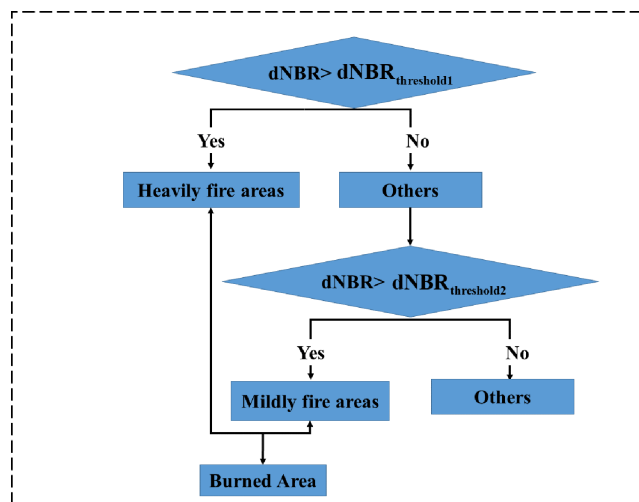 dNBR> dNBRthreshold1
Yes
No
Heavily fire areas
Others
dNBR> dNBRthreshold2
Yes
No
Mildly fire areas
Others
Burned Area